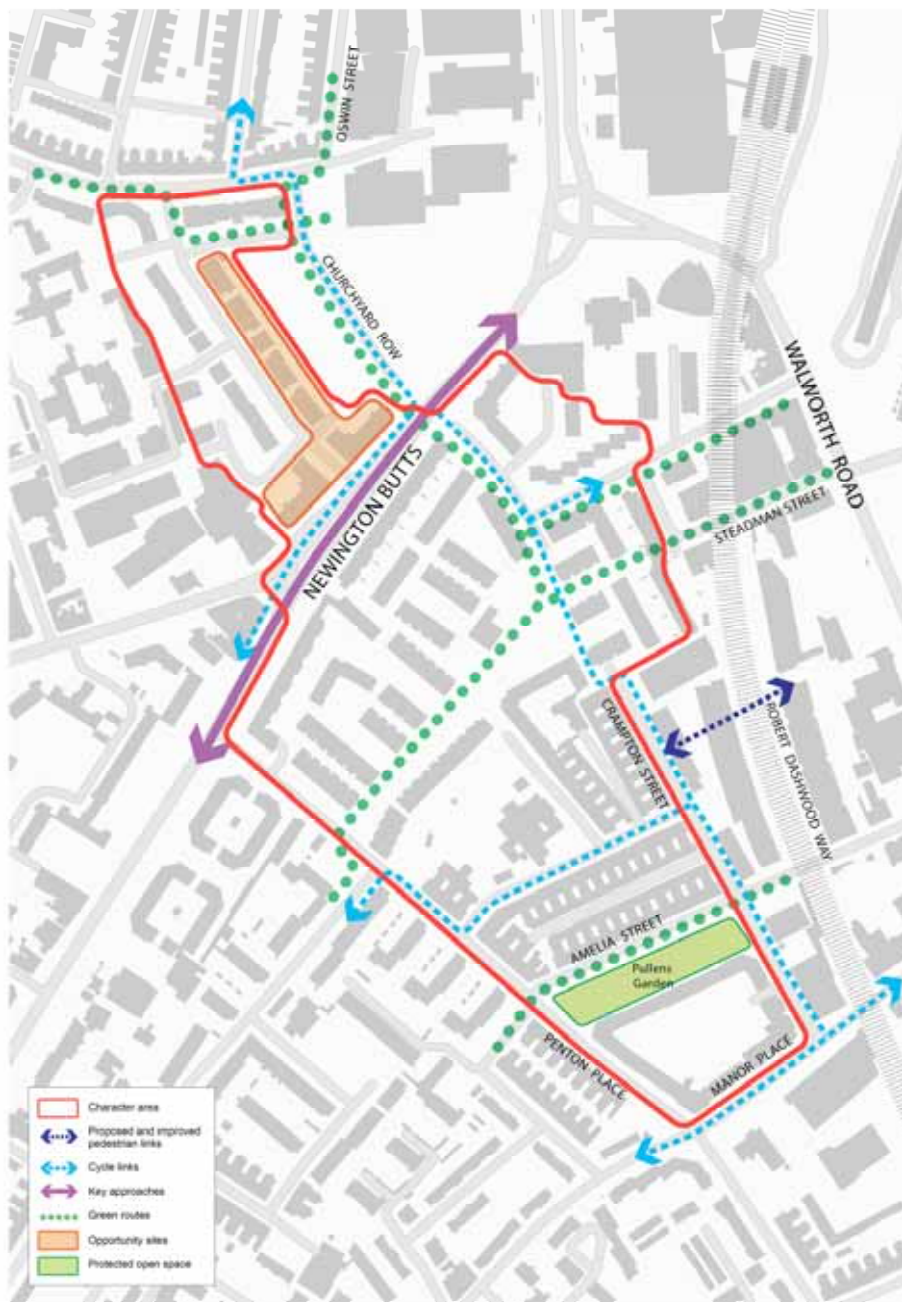 OSWIN STREET
CHURCHYARD ROW
WALWORTH ROAD
NEWINGTON BUTTS
STEADMAN STREET
CRAMPTON STREET
ROBERT DASHWOOD WAY
AMELIA STREET
Pullens
Garden
PENTON PLACE
MANOR PLACE
Character area
Proposed and improved
pedestrian links
Cycle links
Key approaches
Green routes
Opportunity sites
Protected open space